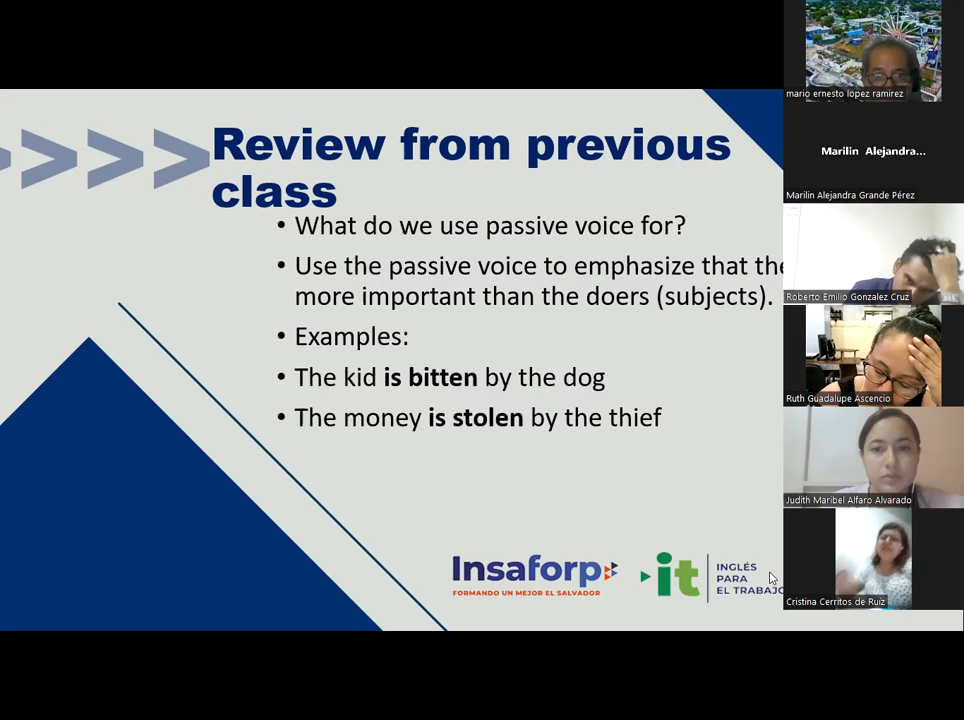 Review from previous
class
• What do we use passive voice for?
• Use the passive voice to emphasize that the
more important than the doers (subjects).
• Examples:
• The kid is bitten by the dog
• The money is stolen by the thief
Insaforp
FORMANDO UN MEJOR EL SALVADOR
it
INGLÉS
PARA
EL TRABAJO
mario ernesto lopez ramirez
Marilin Alejandra...
Marilin Alejandra Grande Pérez
Roberto Emilio Gonzalez Cruz
Ruth Guadalupe Ascencio
Judith Maribel Alfaro Alvarado
Cristina Cerritos de Ruiz